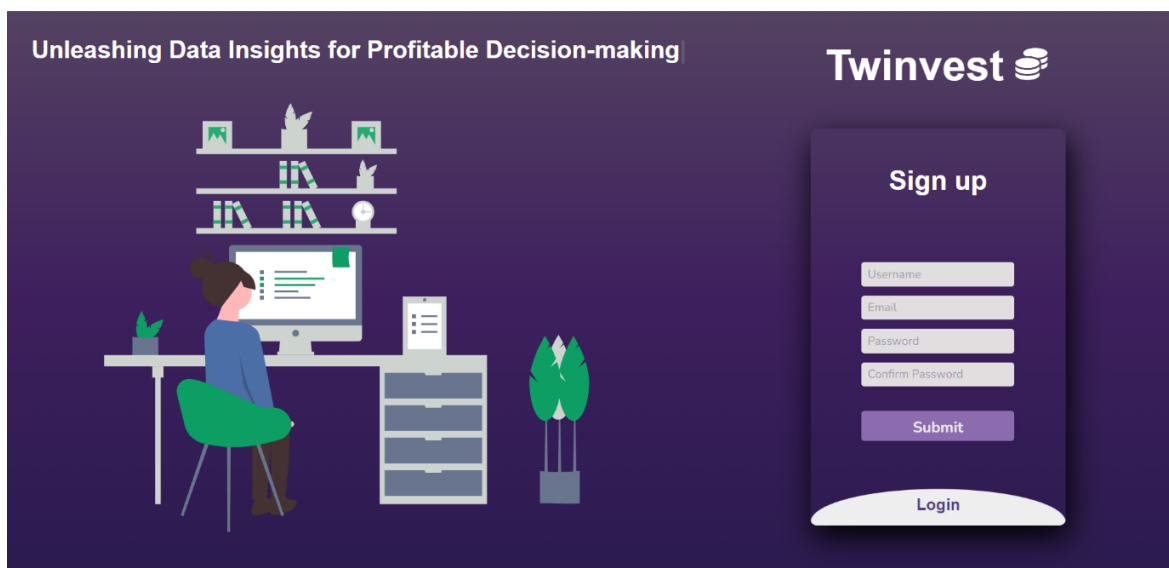 Unleashing Data Insights for Profitable Decision-making
Twinvest
Sign up
Username
Email
Password
Confirm Password
Submit
Login